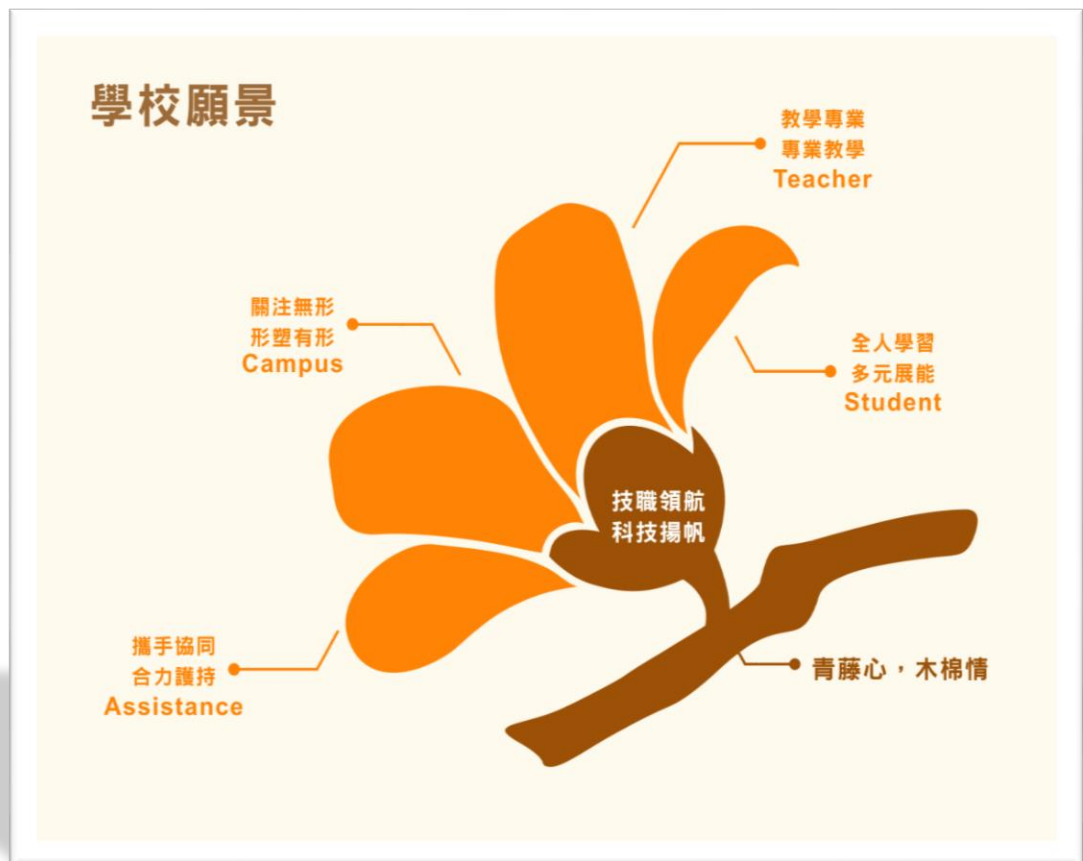 學校願景
教學專業
專業教學
Teacher
關注無形
形塑有形
Campus
全人學習
多元展能
Student
技職領航
科技揚帆
攜手協同
合力護持
Assistance
青藤心，木棉情